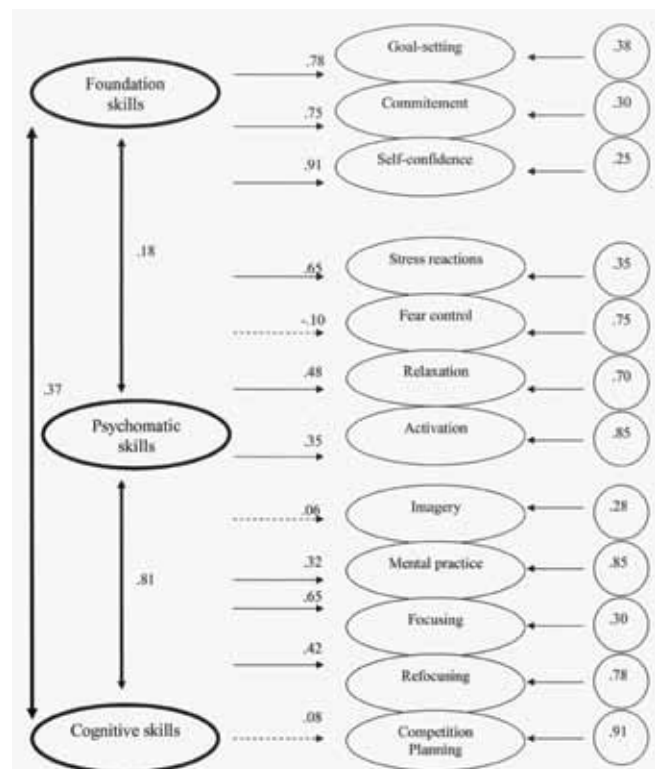 Goal-setting
.38
.78
Foundation
skills
Commitement
.30
.75
Self-confidence
.25
.91
.18
Stress reactions
.35
.65
Fear control
.75
-.10
Relaxation
.70
.48
.37
Psychomatic
skills
Activation
.85
.35
Imagery
.28
.06
Mental practice
.85
.32
.81
.65
Focusing
.30
.42
Refocusing
.78
.08
Cognitive skills
Competition
Planning
.91